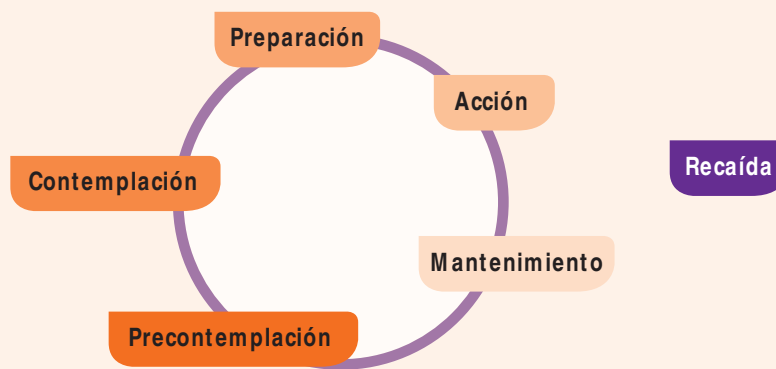 Preparación
Acción
Recaída
Contemplación
Mantenimiento
Precontemplación